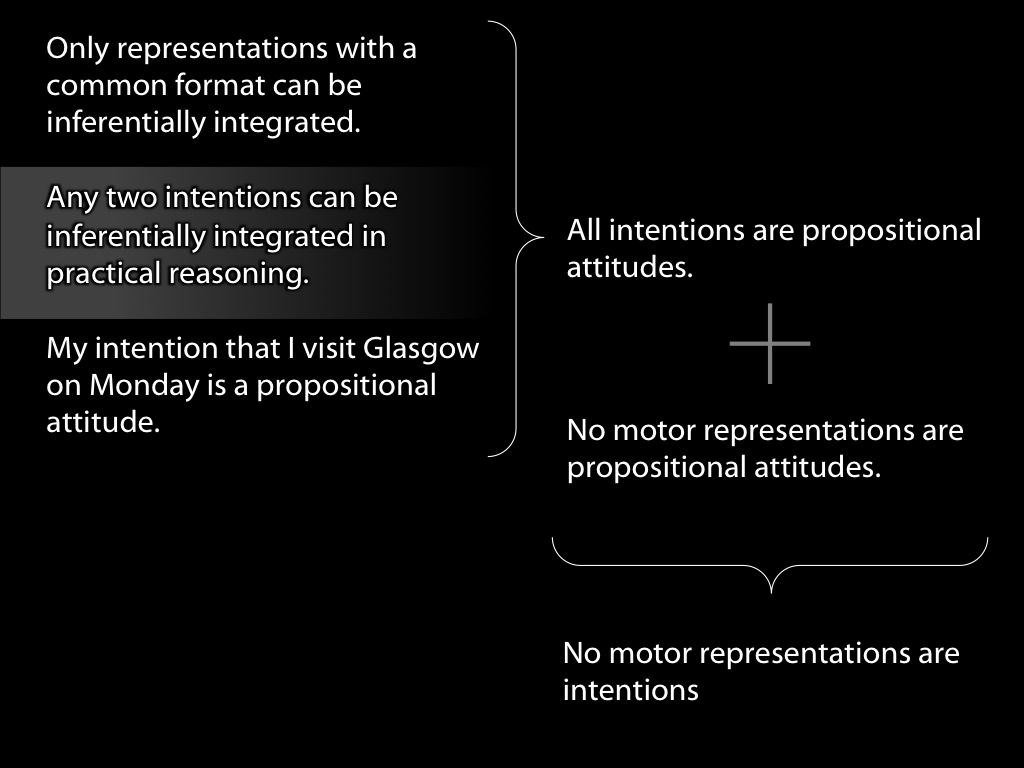 Only representations with a
common format can be
inferentially integrated.
Any two intentions can be
inferentially integrated in
practical reasoning.
My intention that I visit Glasgow
on Monday is a propositional
attitude.
All intentions are propositional
attitudes.
No motor representations are
propositional attitudes.
No motor representations are
intentions